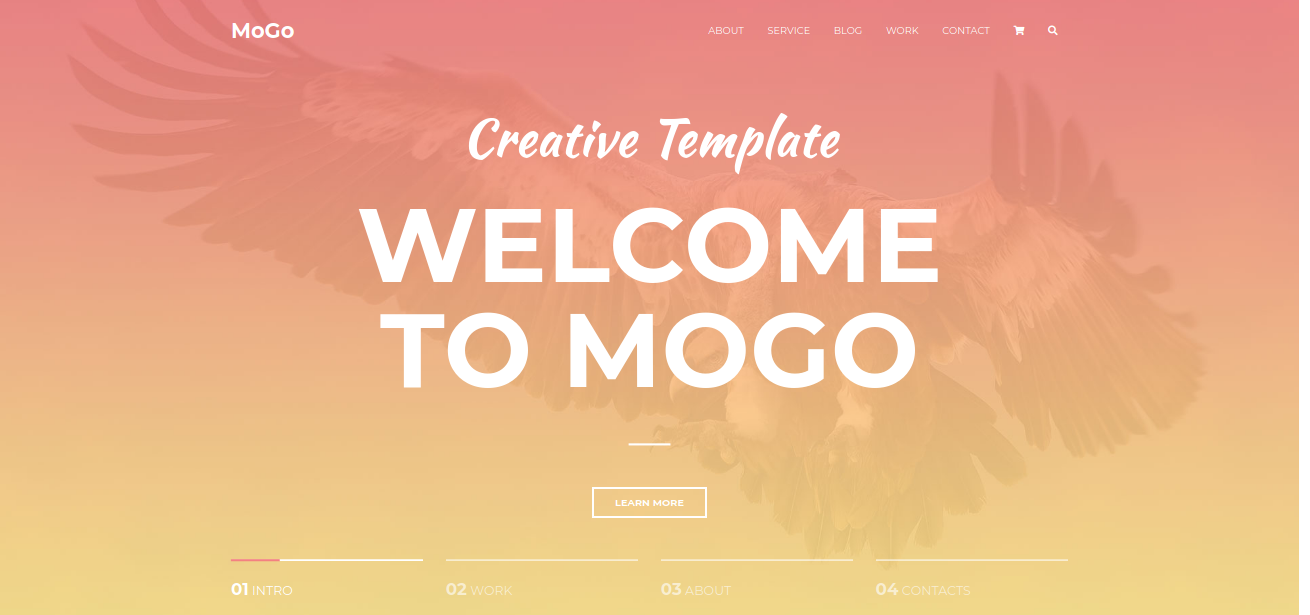 MoGo
ABOUT SERVICE BLOG WORK CONTACT
Creative Template
WELCOME
TO MOGO
LEARN MORE
01 INTRO 02 WORK 03 ABOUT 04 CONTACTS